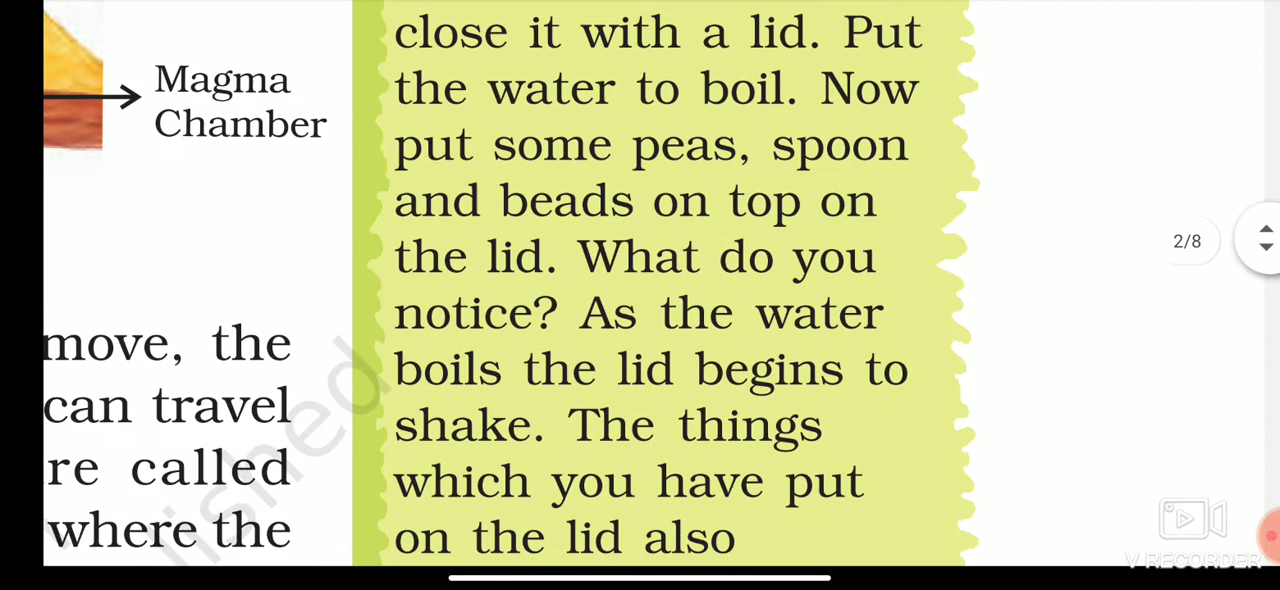 Magma
Chamber
move, the
can travel
re called
where the
close it with a lid. Put
the water to boil. Now
put some peas, spoon
and beads on top on
the lid. What do you
notice? As the water
boils the lid begins to
shake. The things
which you have put
on the lid also
lished
2/8
V RECORDER